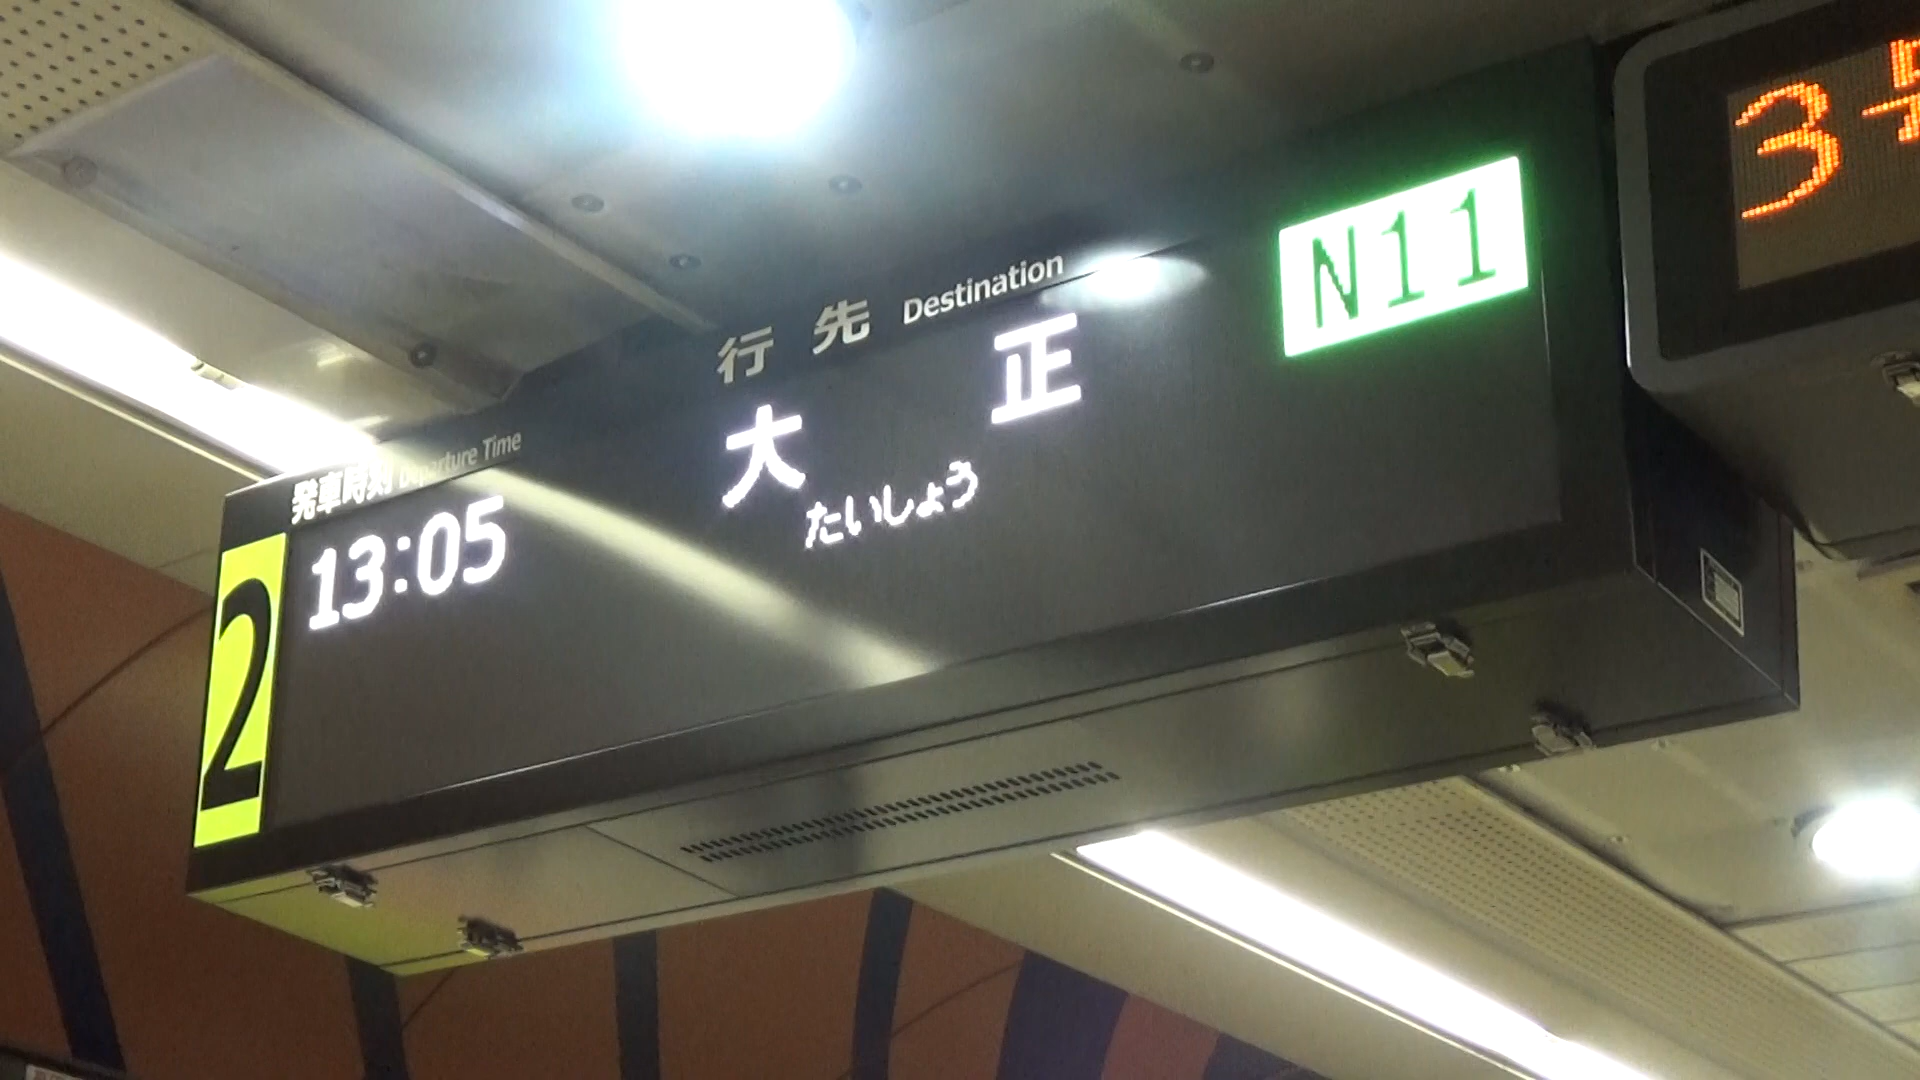 発車時刻 Departure Time
行先 Destination
N11
2
13:05
大正
たいしょう
3